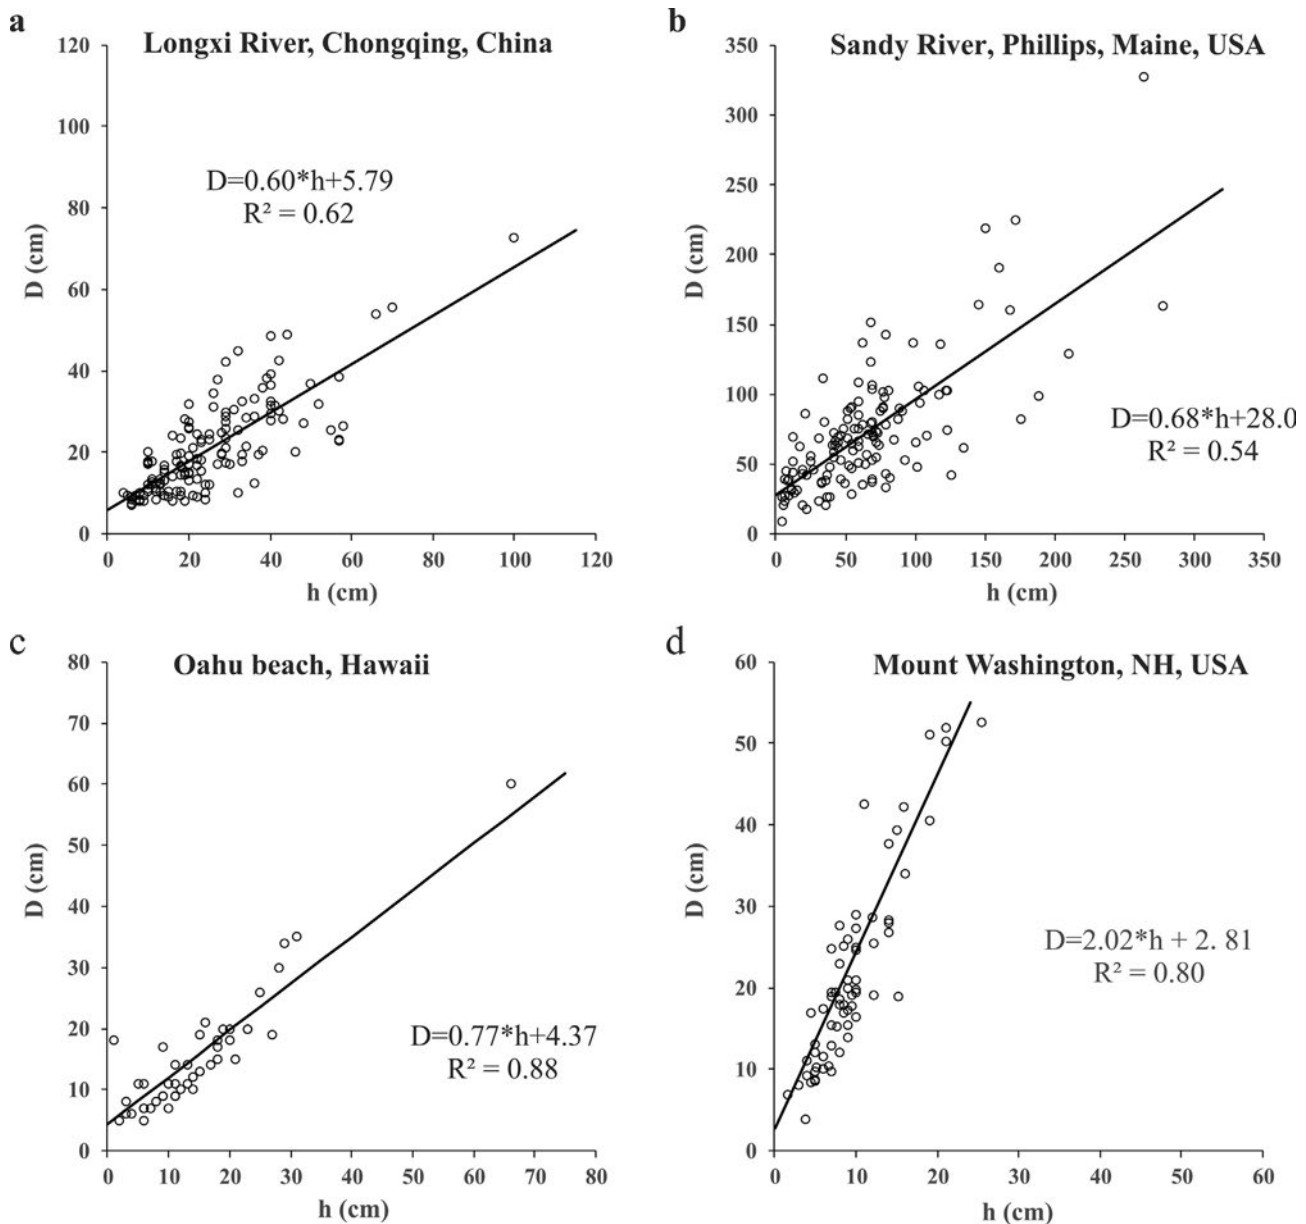 a
Longxi River, Chongqing, China
120
100
80
60
40
20
0
D (cm)
D=0.60*h+5.79
R² = 0.62
0 20 40 60 80 100 120
h (cm)
b
Sandy River, Phillips, Maine, USA
350
300
250
200
150
100
50
0
D (cm)
D=0.68*h+28.0
R² = 0.54
0 50 100 150 200 250 300 350
h (cm)
c
Oahu beach, Hawaii
80
70
60
50
40
30
20
10
0
D (cm)
D=0.77*h+4.37
R² = 0.88
0 10 20 30 40 50 60 70 80
h (cm)
d
Mount Washington, NH, USA
60
50
40
30
20
10
0
D (cm)
D=2.02*h + 2. 81
R² = 0.80
0 10 20 30 40 50 60
h (cm)